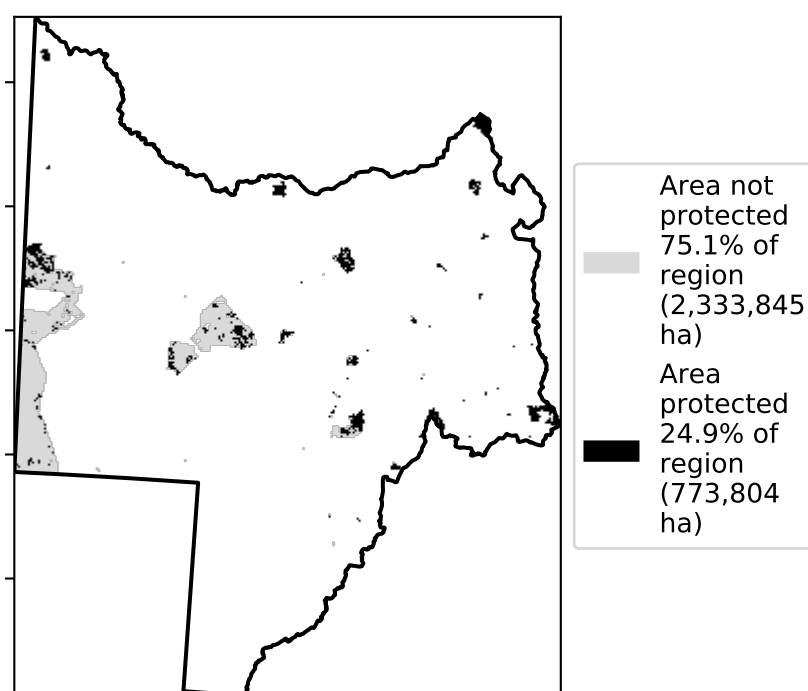 Area not
protected
75.1% of
region
(2,333,845
ha)
Area
protected
24.9% of
region
(773,804
ha)